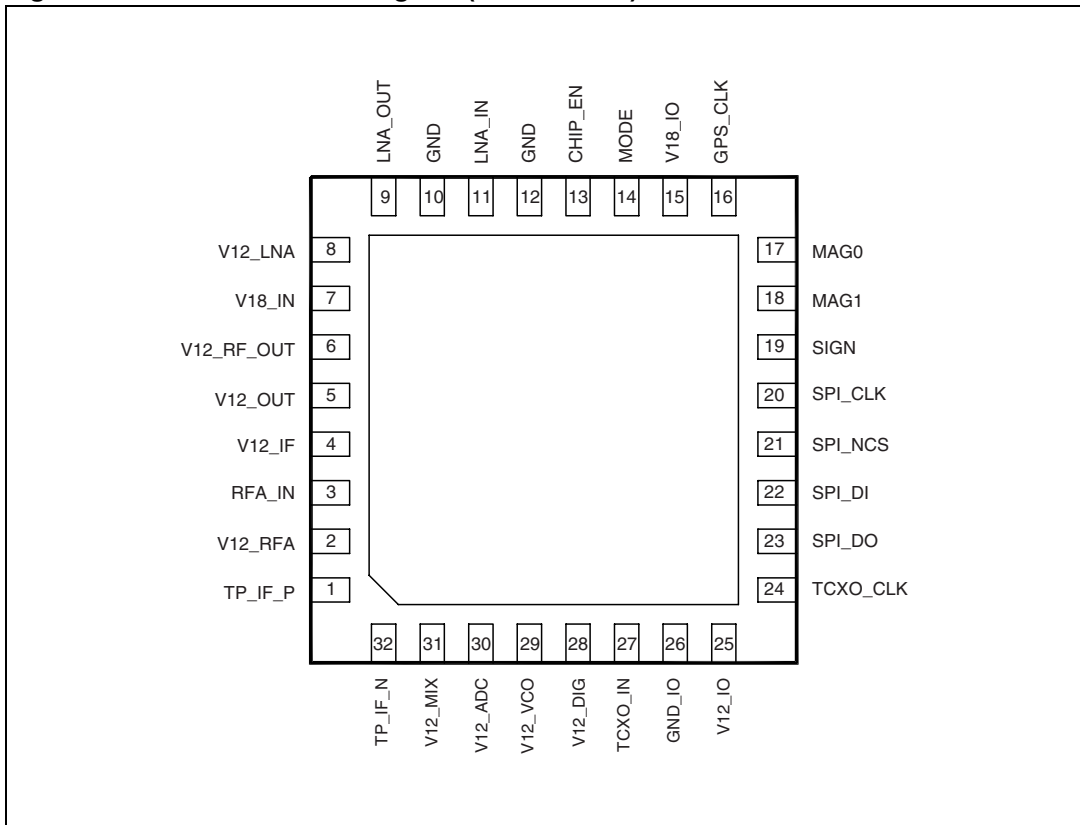 LNA_OUT
GND
LNA_IN
GND
CHIP_EN
MODE
V18_IO
GPS_CLK
9
10
11
12
13
14
15
16
V12_LNA 8
17 MAG0
V18_IN 7
18 MAG1
V12_RF_OUT 6
19 SIGN
V12_OUT 5
20 SPI_CLK
V12_IF 4
21 SPI_NCS
RFA_IN 3
22 SPI_DI
V12_RFA 2
23 SPI_DO
TP_IF_P 1
24 TCXO_CLK
32
31
30
29
28
27
26
25
TP_IF_N
V12_MIX
V12_ADC
V12_VCO
V12_DIG
TCXO_IN
GND_IO
V12_IO